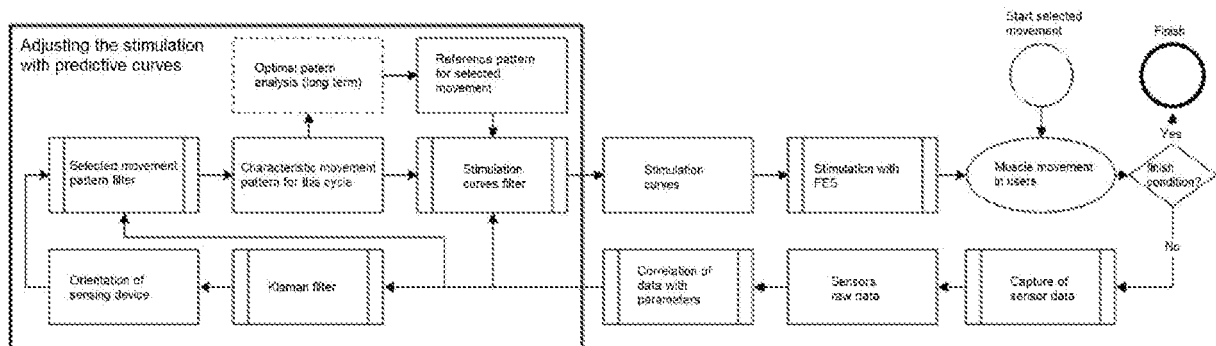 Adjusting the stimulation
with predictive curves
Optimal patern
analysis (long term)
Reference pattern
for selected
movement
Start selected
movement
Finish
Selected movement
pattern filter
Characteristic movement
pattern for this cycle
Stimulation
curves filter
Stimulation
curves
Stimulation with
FES
Muscle movement
in users
Yes
finish
condition?
No
Orientation of
sensing device
Klaman filter
Correlation of
data with
parameters
Sensors
raw data
Capture of
sensor data